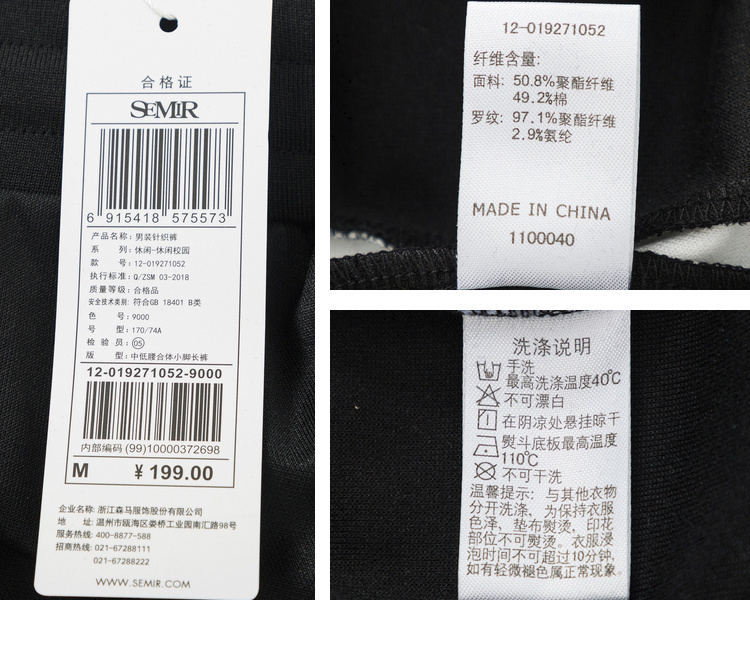 合格证
SEMIR
6 915418 575573
产品名称: 男装针织裤
系 列: 休闲-休闲校园
款 号: 12-019271052
执行标准: Q/ZSM 03-2018
质量等级: 合格品
安全技术类别: 符合GB 18401 B类
色 号: 9000
号 型: 170/74A
检 验 员: 05
版 型: 中低腰合体小脚长裤
12-019271052-9000
内部编码 (99)10000372698
M ¥199.00
企业名称: 浙江森马服饰股份有限公司
地 址: 温州市瓯海区娄桥工业园南汇路98号
服务热线: 400-8877-588
招商热线: 021-67288111
021-67288222
WWW.SEMIR.COM
12-019271052
纤维含量:
面料: 50.8%聚酯纤维
49.2%棉
罗纹: 97.1%聚酯纤维
2.9%氨纶
MADE IN CHINA
1100040
洗涤说明
手洗
最高洗涤温度40℃
不可漂白
在阴凉处悬挂晾干
熨斗底板最高温度
110℃
不可干洗
温馨提示: 与其他衣物
分开洗涤, 为保持衣服
色泽, 垫布熨烫, 印花
部位不可熨烫。衣服浸
泡时间不可超过10分钟,
如有轻微褪色属正常现象。